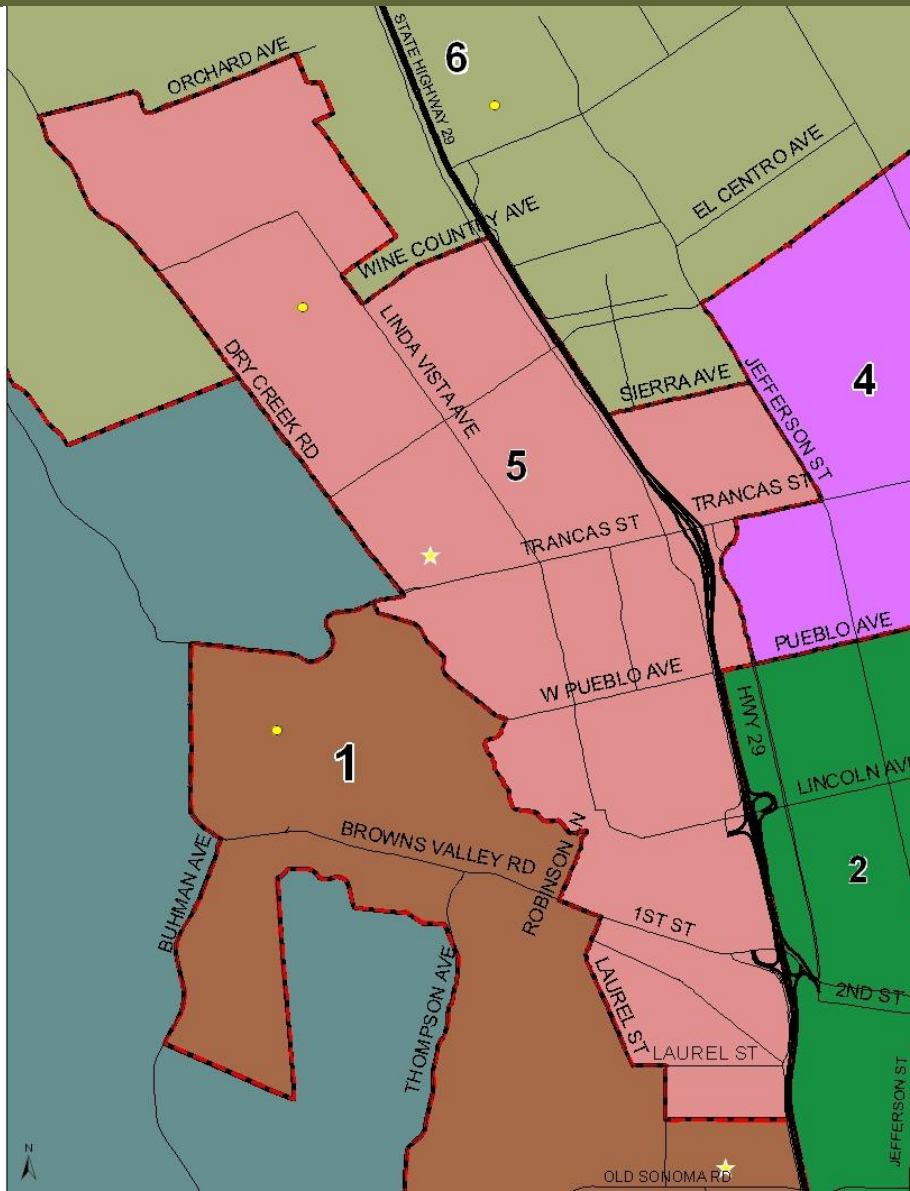 STATE HIGHWAY 29
6
ORCHARD AVE
EL CENTRO AVE
WINE COUNTRY AVE
LINDA VISTA AVE
DRY CREEK RD
SIERRA AVE
JEFFERSON ST
4
5
TRANCAS ST
TRANCAS ST
PUEBLO AVE
W PUEBLO AVE
HWY 29
1
LINCOLN AVE
BROWNS VALLEY RD
ROBINSON LN
2
BUHMAN AVE
1ST ST
THOMPSON AVE
LAUREL ST
2ND ST
LAUREL ST
JEFFERSON ST
N
OLD SONOMA RD